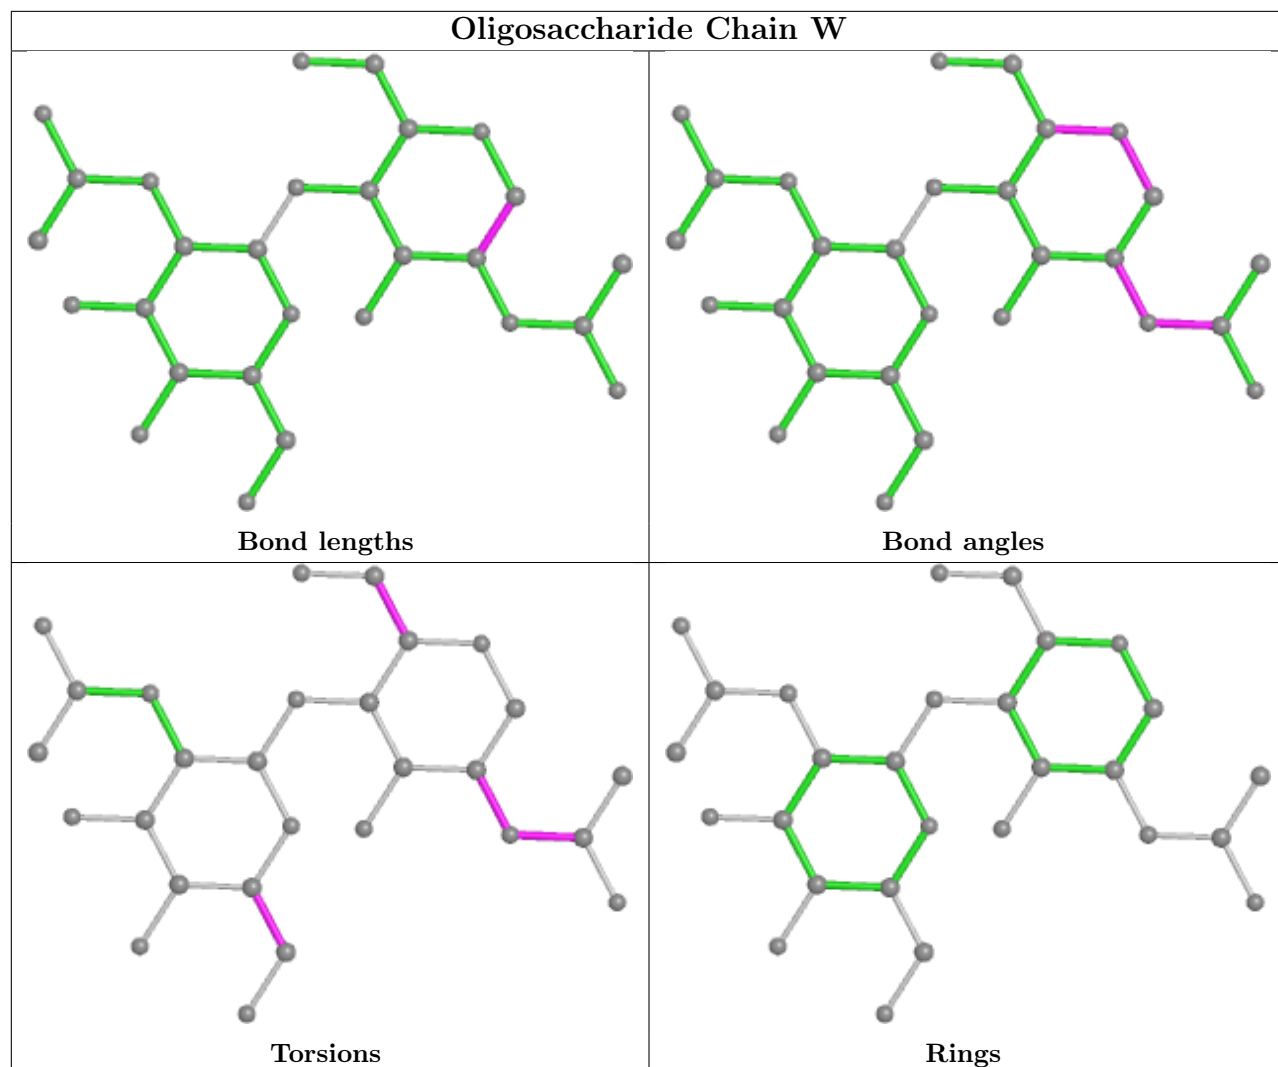 Oligosaccharide Chain W
Bond lengths
Bond angles
Torsions
Rings